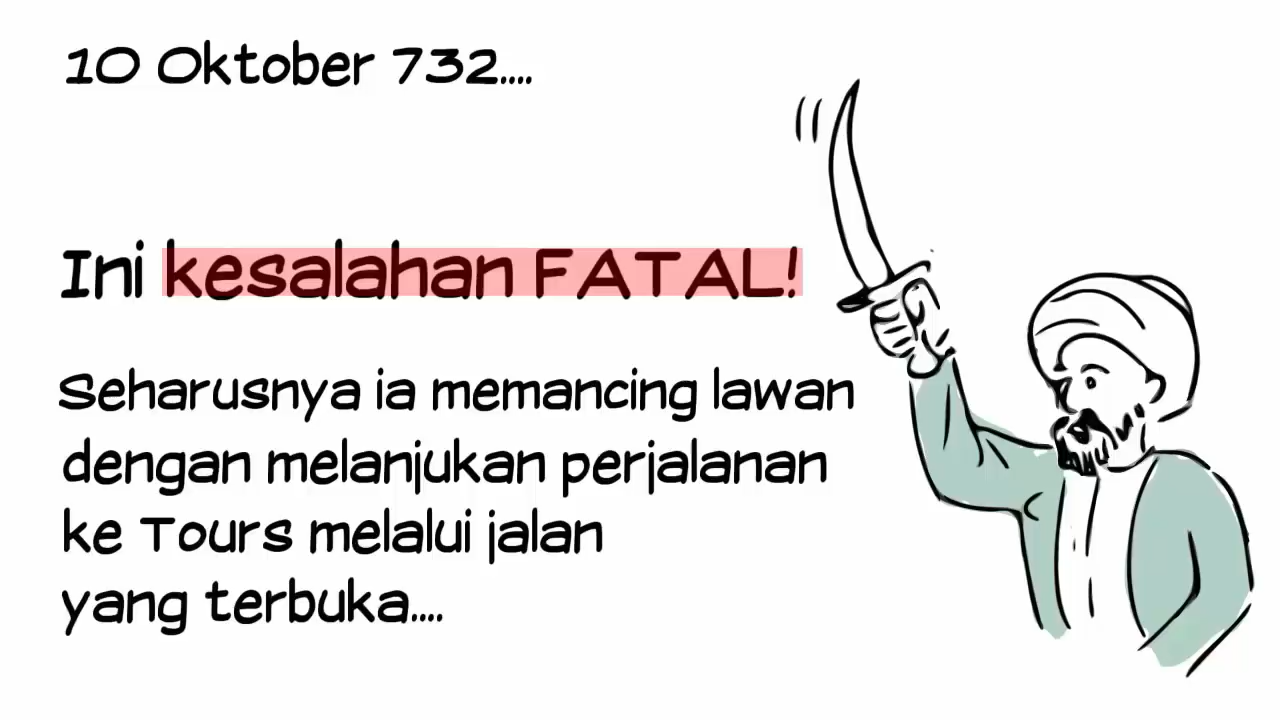 10 Oktober 732....
Ini kesalahan FATAL!
Seharusnya ia memancing lawan
dengan melanjukan perjalanan
ke Tours melalui jalan
yang terbuka....